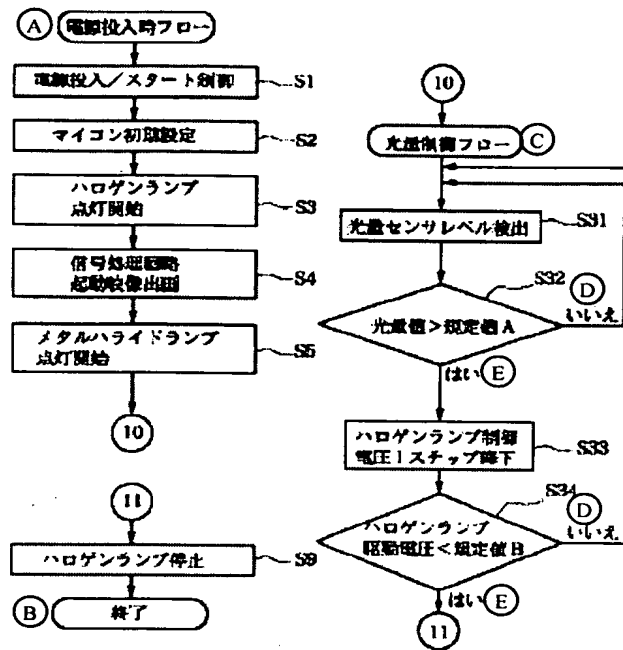 A
電源投入時フロー
電源投入/スタート制御
S1
マイコン初期設定
S2
ハロゲンランプ
点灯開始
S3
信号処理回路
起動映像出画
S4
メタルハライドランプ
点灯開始
S5
10
11
ハロゲンランプ停止
S9
B
終了
10
光量制御フロー
C
光量センサレベル検出
S31
S32
D
光量値>規定値A
いいえ
はい
E
ハロゲンランプ制御
電圧1ステップ降下
S33
S34
D
ハロゲンランプ
駆動電圧<規定値B
いいえ
はい
E
11